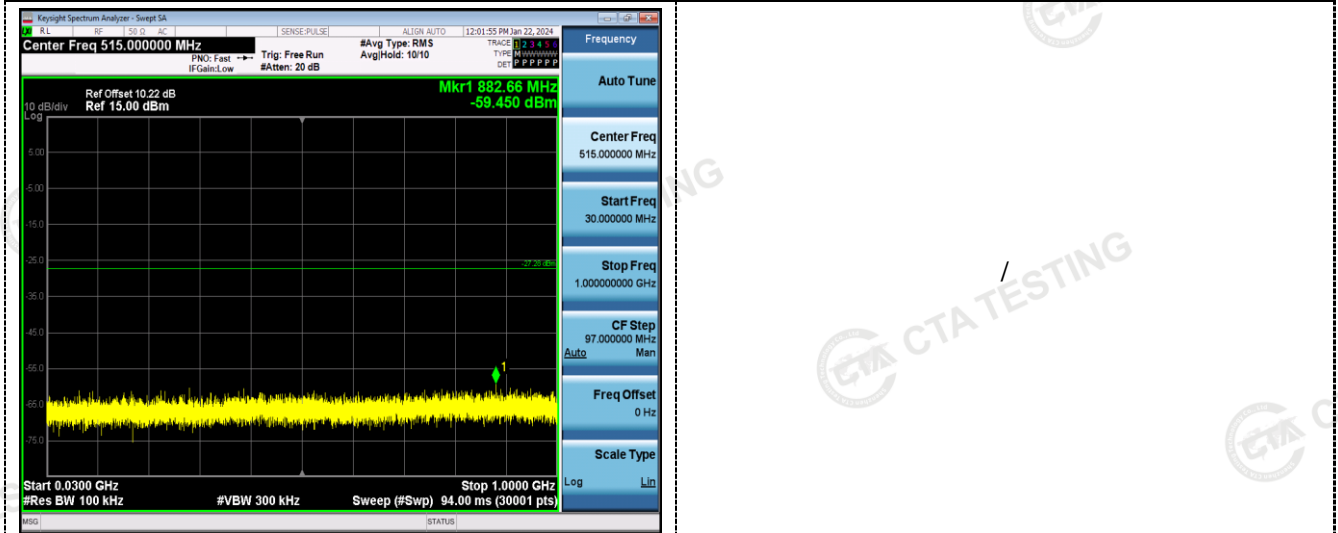 Keysight Spectrum Analyzer - Swept SA
RL RF 50 Ω AC SENSE:PULSE ALIGN AUTO 12:01:55 PM Jan 22, 2024
Center Freq 515.000000 MHz
PNO: Fast
IFGain:Low
Trig: Free Run
#Atten: 20 dB
#Avg Type: RMS
Avg|Hold: 10/10
TRACE 1 2 3 4 5 6
TYPE M WWWWW
DET P P P P P P
Ref Offset 10.22 dB
10 dB/div Ref 15.00 dBm
Log
Mkr1 882.66 MHz
-59.450 dBm
5.00
-5.00
-15.0
-25.0
-35.0
-45.0
-55.0
-65.0
-75.0
1
Start 0.0300 GHz
Stop 1.0000 GHz
#Res BW 100 kHz
#VBW 300 kHz
Sweep (#Swp) 94.00 ms (30001 pts)
MSG
STATUS
Frequency
Auto Tune
Center Freq
515.000000 MHz
Start Freq
30.000000 MHz
Stop Freq
1.000000000 GHz
CF Step
97.000000 MHz
Auto Man
Freq Offset
0 Hz
Scale Type
Log Lin
/
CTA TESTING